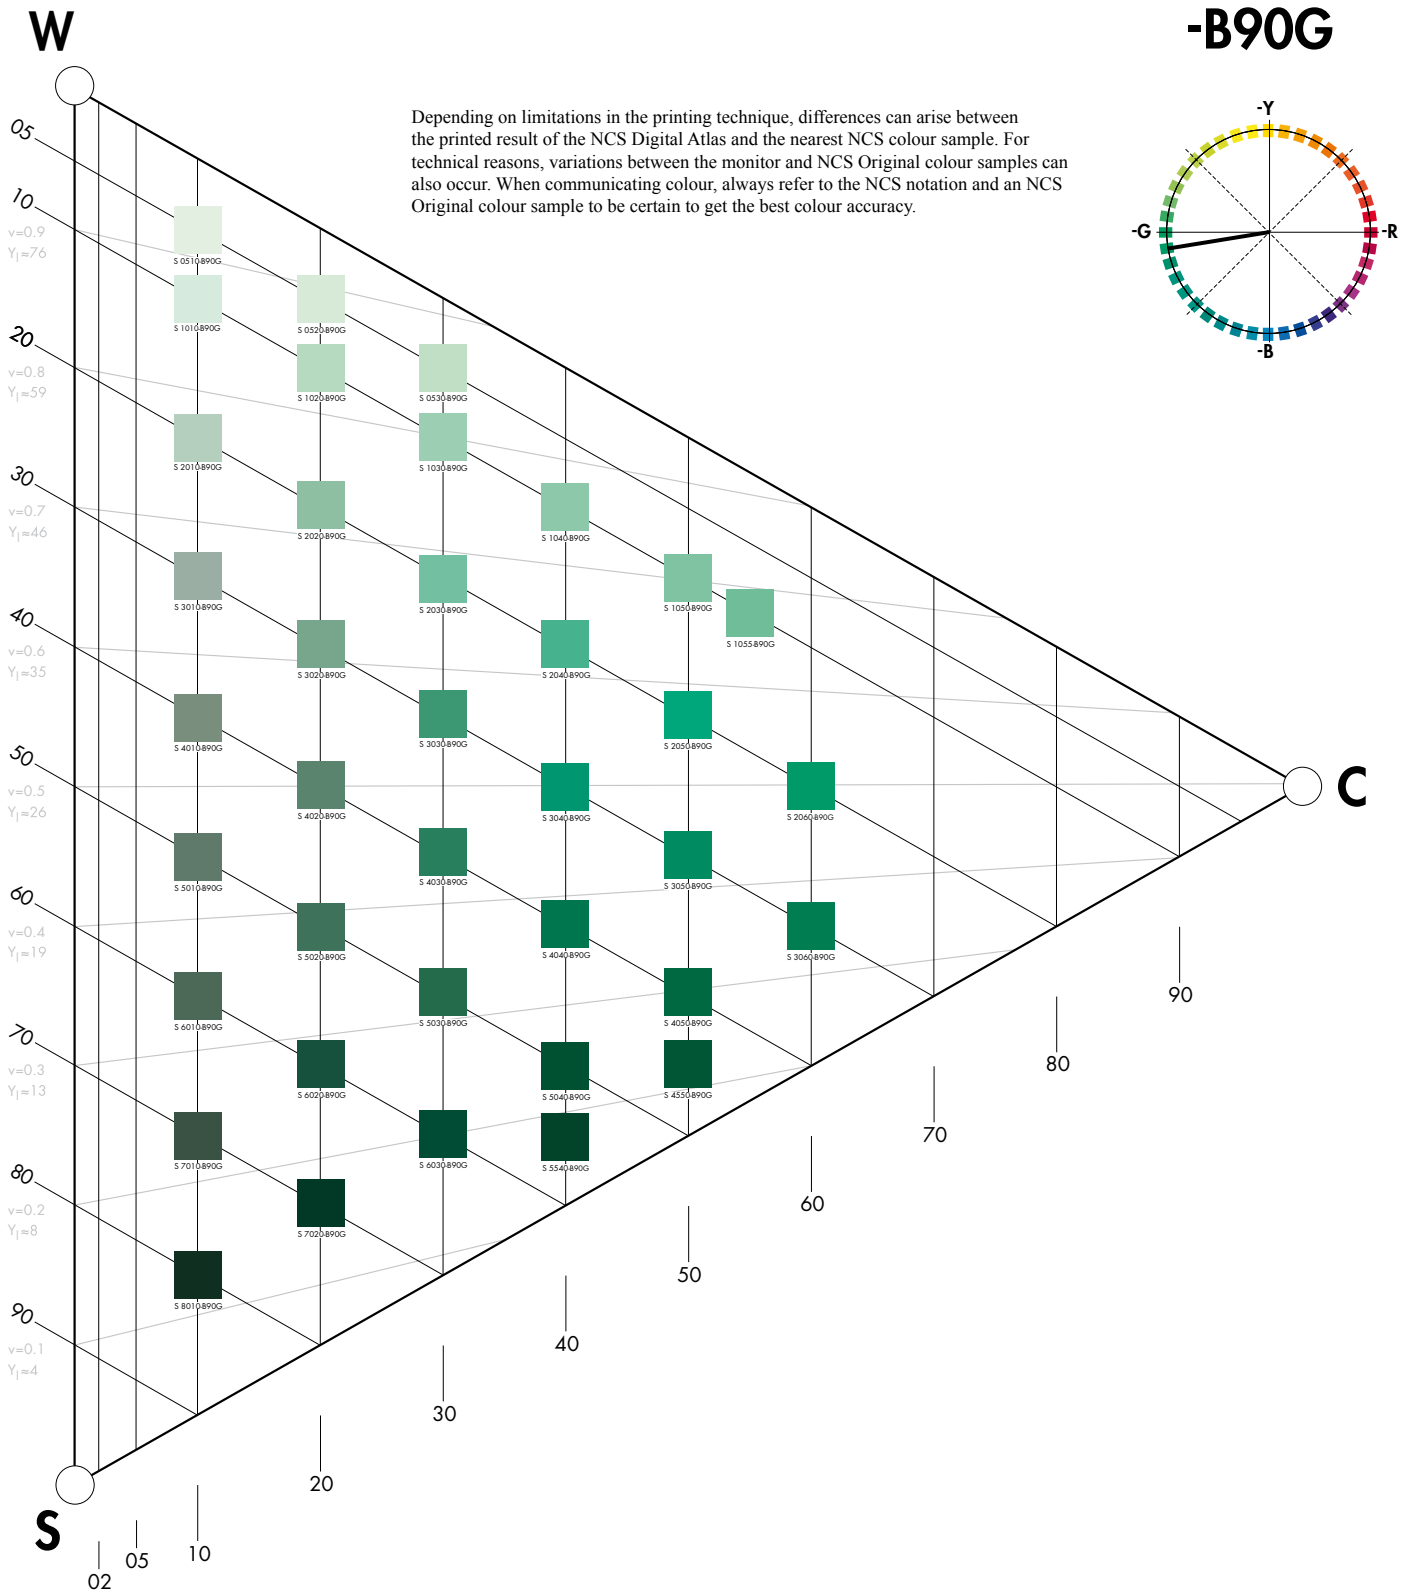 W
-B90G
Depending on limitations in the printing technique, differences can arise between
the printed result of the NCS Digital Atlas and the nearest NCS colour sample. For
technical reasons, variations between the monitor and NCS Original colour samples can
also occur. When communicating colour, always refer to the NCS notation and an NCS
Original colour sample to be certain to get the best colour accuracy.
-Y
-G
-R
-B
05
10
v=0.9
Y|≈76
20
v=0.8
Y|≈59
30
v=0.7
Y|≈46
40
v=0.6
Y|≈35
50
v=0.5
Y|≈26
60
v=0.4
Y|≈19
70
v=0.3
Y|≈13
80
v=0.2
Y|≈8
90
v=0.1
Y|≈4
S 0510-B90G
S 1010-B90G
S 0520-B90G
S 1020-B90G
S 0530-B90G
S 2010-B90G
S 1030-B90G
S 2020-B90G
S 1040-B90G
S 3010-B90G
S 2030-B90G
S 1050-B90G
S 1055-B90G
S 3020-B90G
S 2040-B90G
S 4010-B90G
S 3030-B90G
S 2050-B90G
S 4020-B90G
S 3040-B90G
S 2060-B90G
S 5010-B90G
S 4030-B90G
S 3050-B90G
S 5020-B90G
S 4040-B90G
S 3060-B90G
S 6010-B90G
S 5030-B90G
S 4050-B90G
S 6020-B90G
S 5040-B90G
S 4550-B90G
S 7010-B90G
S 6030-B90G
S 5540-B90G
S 7020-B90G
S 8010-B90G
C
90
80
70
60
50
40
30
20
10
05
02
S